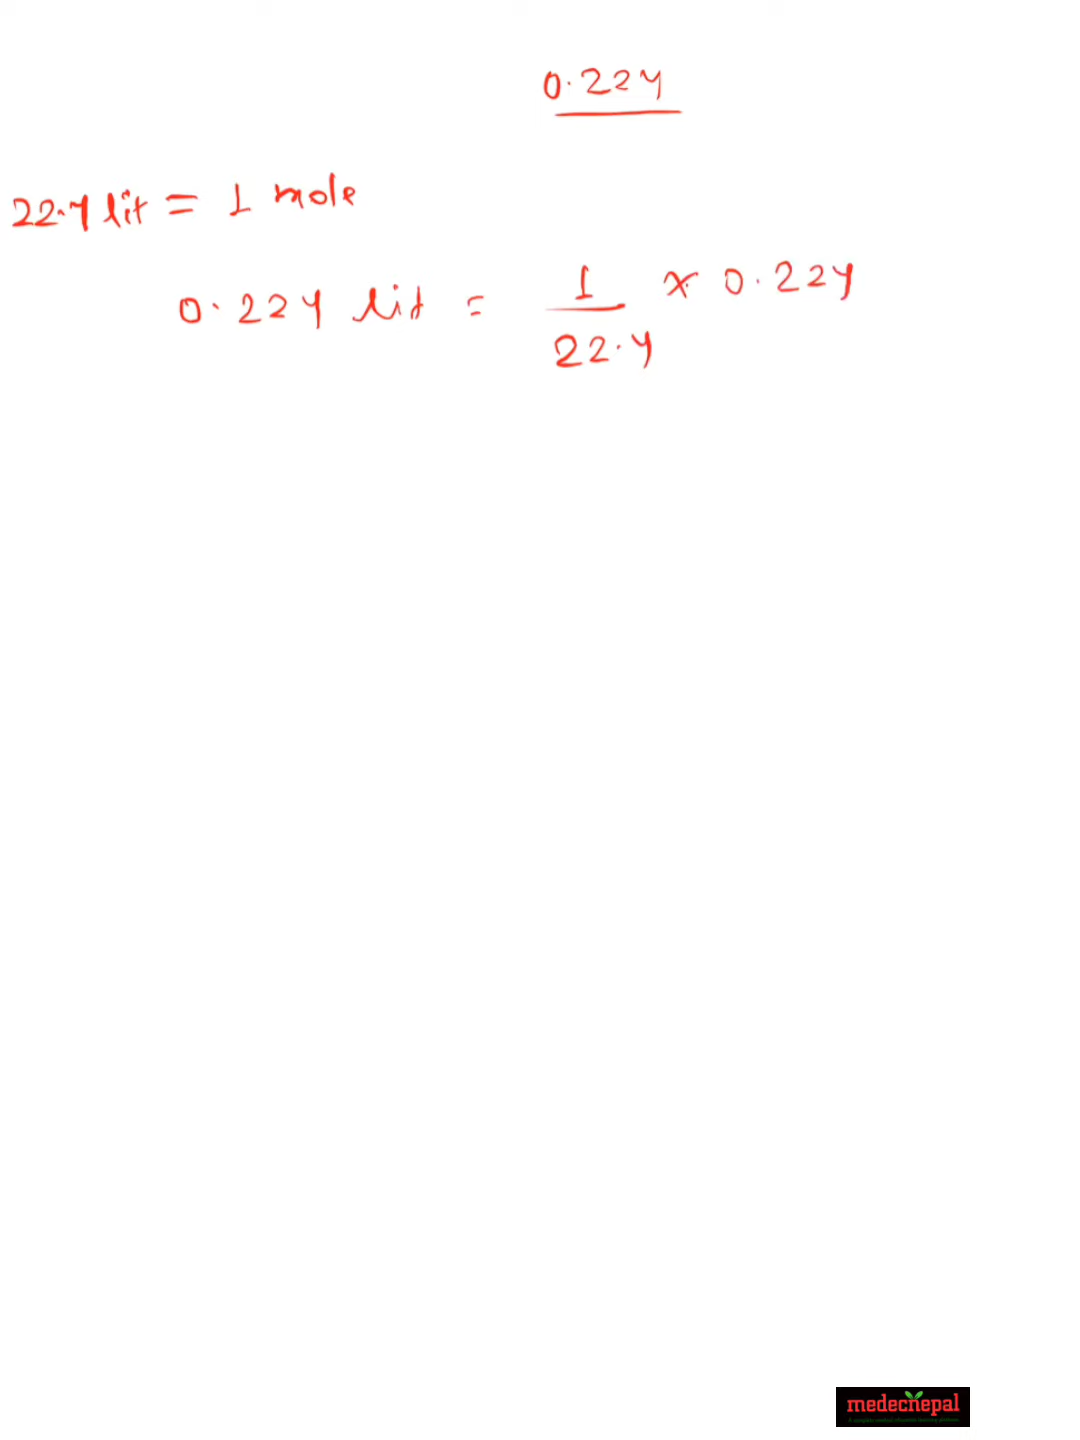 0.224
22.4 lit = 1 mole
0.224 lit = 1/22.4 × 0.224
medecnepal